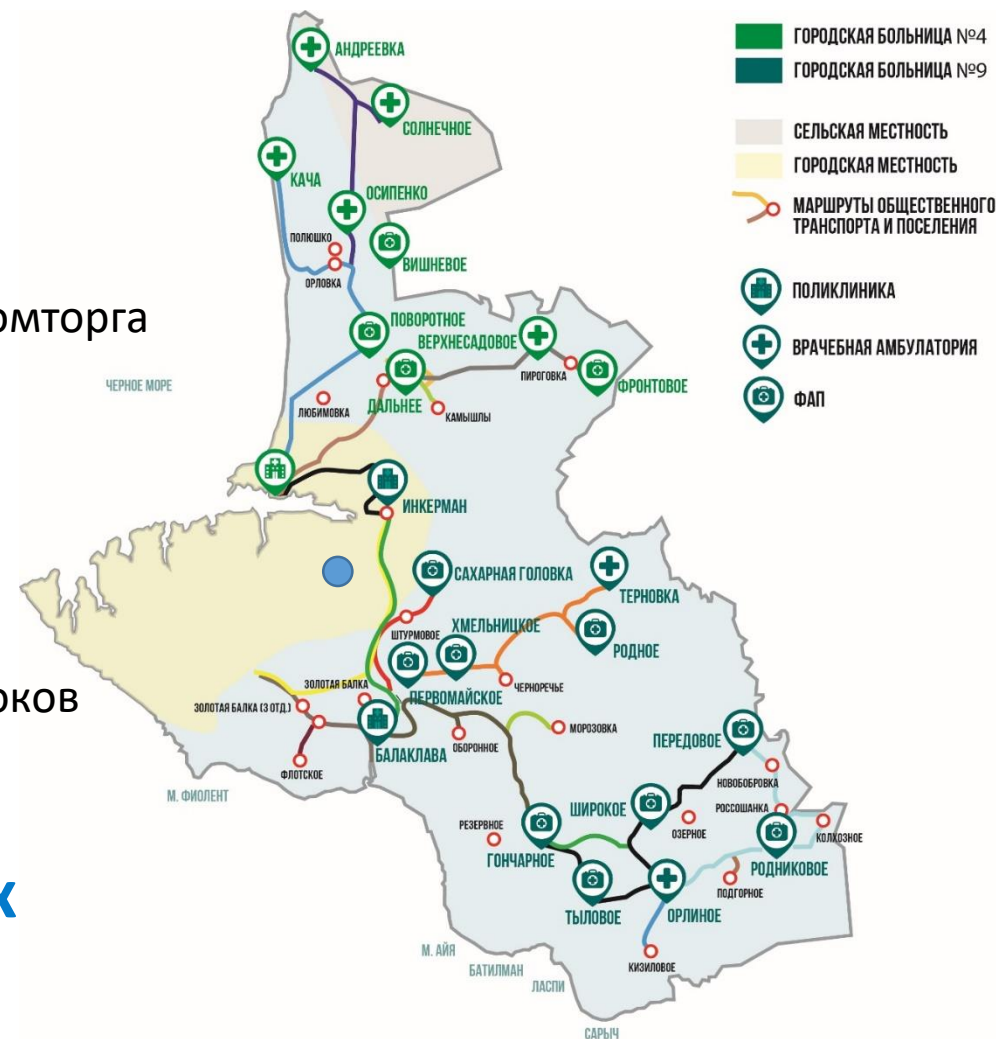 АНДРЕЕВКА
СОЛНЕЧНОЕ
КАЧА
ОСИПЕНКО
ПОЛЮШКО
ВИШНЕВОЕ
ОРЛОВКА
ПОВОРОТНОЕ
ВЕРХНЕСАДОВОЕ
ПИРОГОВКА
ФРОНТОВОЕ
ДАЛЬНЕЕ
КАМЫШЛЫ
ЛЮБИМОВКА
ЧЕРНОЕ МОРЕ
ИНКЕРМАН
САХАРНАЯ ГОЛОВКА
ТЕРНОВКА
ШТУРМОВОЕ
ХМЕЛЬНИЦКОЕ
РОДНОЕ
ЧЕРНОРЕЧЬЕ
ПЕРВОМАЙСКОЕ
ЗОЛОТАЯ БАЛКА
ЗОЛОТАЯ БАЛКА (3 ОТД.)
БАЛАКЛАВА
ОБОРОННОЕ
МОРОЗОВКА
ФЛОТСКОЕ
М. ФИОЛЕНТ
ПЕРЕДОВОЕ
НОВОБОБРОВКА
ШИРОКОЕ
РОССОШАНКА
ОЗЕРНОЕ
КОЛХОЗНОЕ
РЕЗЕРВНОЕ
ГОНЧАРНОЕ
РОДНИКОВОЕ
ПОДГОРНОЕ
ТЫЛОВОЕ
ОРЛИНОЕ
КИЗИЛОВОЕ
М. АЙЯ
БАТИЛМАН
ЛАСПИ
САРЫЧ
ГОРОДСКАЯ БОЛЬНИЦА №4
ГОРОДСКАЯ БОЛЬНИЦА №9
СЕЛЬСКАЯ МЕСТНОСТЬ
ГОРОДСКАЯ МЕСТНОСТЬ
МАРШРУТЫ ОБЩЕСТВЕННОГО
ТРАНСПОРТА И ПОСЕЛЕНИЯ
ПОЛИКЛИНИКА
ВРАЧЕБНАЯ АМБУЛАТОРИЯ
ФАП
омторга
оков
к